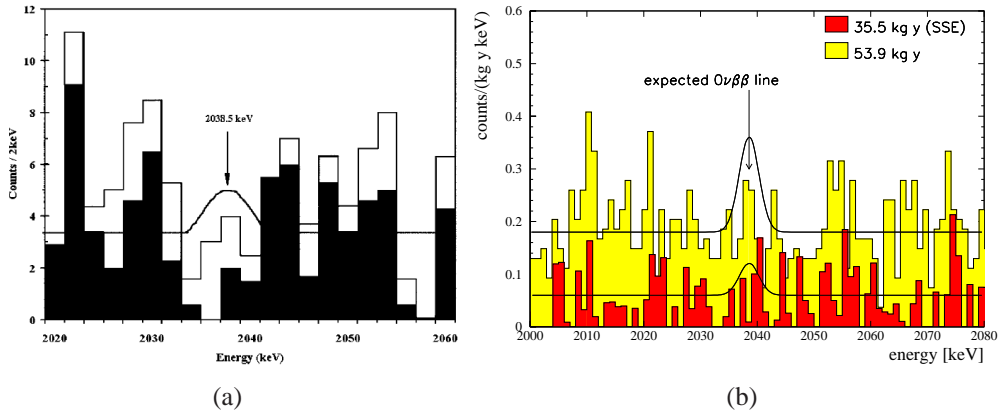 12
10
8
6
4
2
0
Counts / 2keV
2038.5 keV
2020 2030 2040 2050 2060
Energy (keV)
(a)
counts/(kg y keV)
0.6
0.5
0.4
0.3
0.2
0.1
0
35.5 kg y (SSE)
53.9 kg y
expected 0νββ line
2000 2010 2020 2030 2040 2050 2060 2070 2080
energy [keV]
(b)